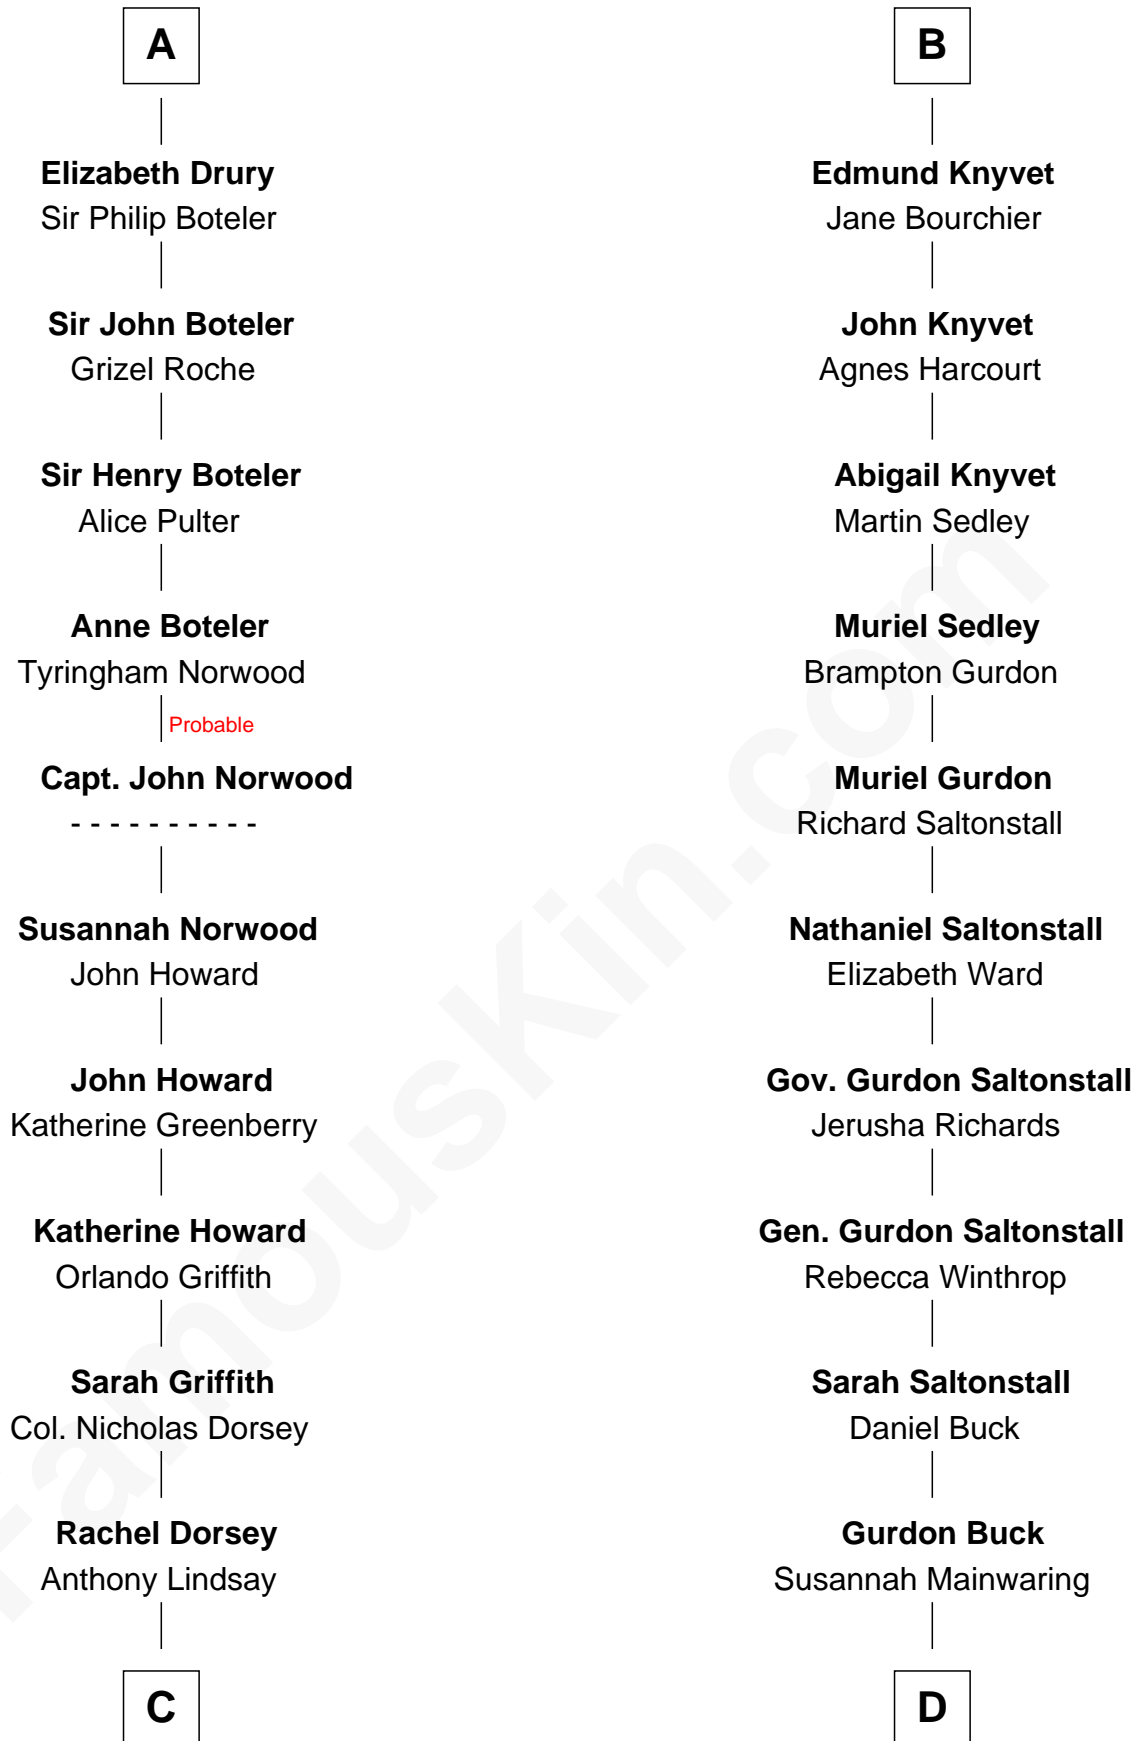 A
Elizabeth Drury
Sir Philip Boteler
Sir John Boteler
Grizel Roche
Sir Henry Boteler
Alice Pulter
Anne Boteler
Tyringham Norwood
Probable
Capt. John Norwood
- - - - - - - - - -
Susannah Norwood
John Howard
John Howard
Katherine Greenberry
Katherine Howard
Orlando Griffith
Sarah Griffith
Col. Nicholas Dorsey
Rachel Dorsey
Anthony Lindsay
C
B
Edmund Knyvet
Jane Bourchier
John Knyvet
Agnes Harcourt
Abigail Knyvet
Martin Sedley
Muriel Sedley
Brampton Gurdon
Muriel Gurdon
Richard Saltonstall
Nathaniel Saltonstall
Elizabeth Ward
Gov. Gurdon Saltonstall
Jerusha Richards
Gen. Gurdon Saltonstall
Rebecca Winthrop
Sarah Saltonstall
Daniel Buck
Gurdon Buck
Susannah Mainwaring
D
FamousKin.com